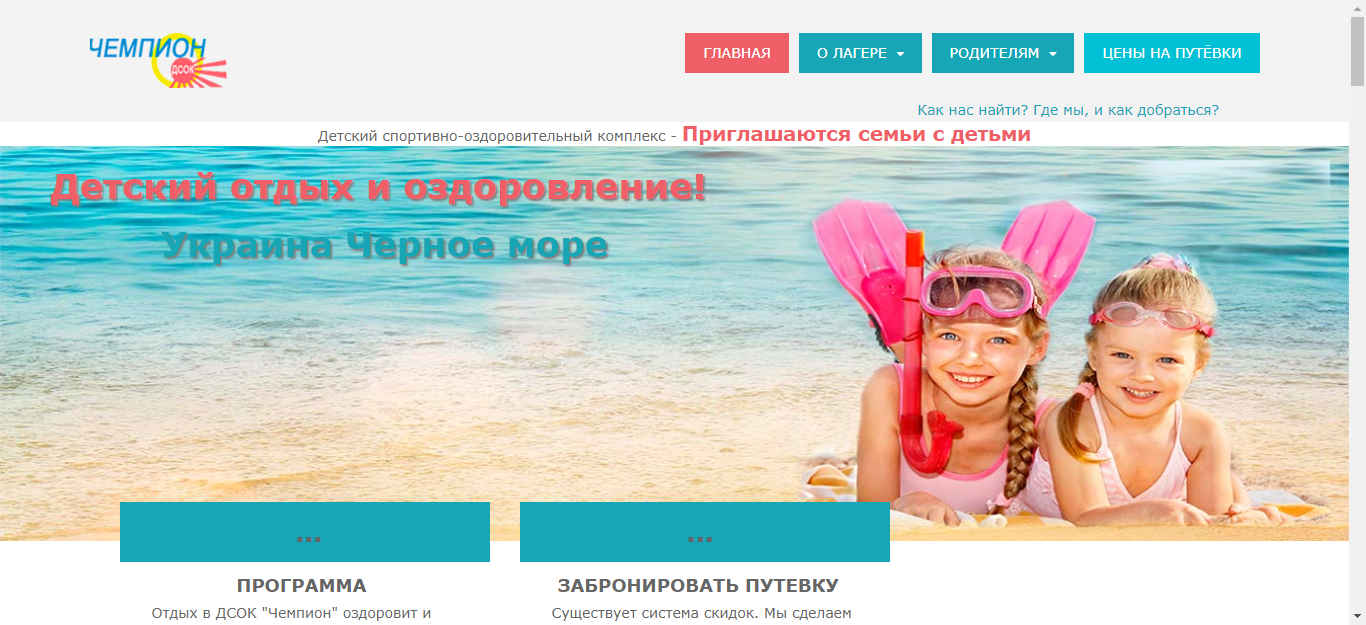 ЧЕМПИОН
ДСОК
ГЛАВНАЯ
О ЛАГЕРЕ
РОДИТЕЛЯМ
ЦЕНЫ НА ПУТЁВКИ
Как нас найти? Где мы, и как добраться?
Детский спортивно-оздоровительный комплекс - Приглашаются семьи с детьми
Детский отдых и оздоровление!
Украина Черное море
...
...
ПРОГРАММА
ЗАБРОНИРОВАТЬ ПУТЕВКУ
Отдых в ДСОК "Чемпион" оздоровит и
Существует система скидок. Мы сделаем